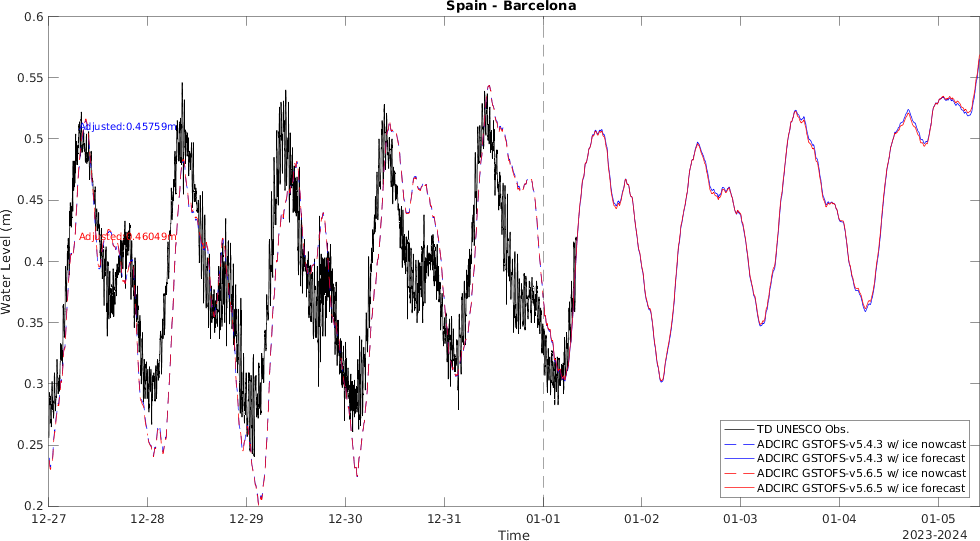 Spain - Barcelona
0.6
0.55
0.5
0.45
0.4
0.35
0.3
0.25
0.2
Water Level (m)
Adjusted:0.45759m
Adjusted:0.46049m
TD UNESCO Obs.
ADCIRC GSTOFS-v5.4.3 w/ ice nowcast
ADCIRC GSTOFS-v5.4.3 w/ ice forecast
ADCIRC GSTOFS-v5.6.5 w/ ice nowcast
ADCIRC GSTOFS-v5.6.5 w/ ice forecast
12-27 12-28 12-29 12-30 12-31 01-01 01-02 01-03 01-04 01-05
Time
2023-2024